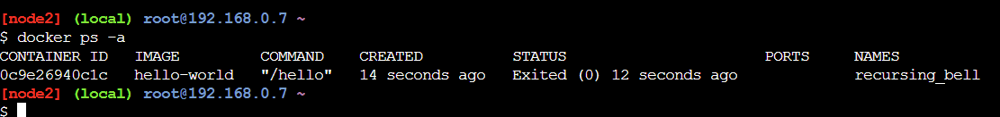 [node2] (local) root@192.168.0.7 ~
$ docker ps -a
CONTAINER ID   IMAGE         COMMAND    CREATED          STATUS                      PORTS     NAMES
0c9e26940c1c   hello-world   "/hello"   14 seconds ago   Exited (0) 12 seconds ago             recursing_bell
[node2] (local) root@192.168.0.7 ~
$